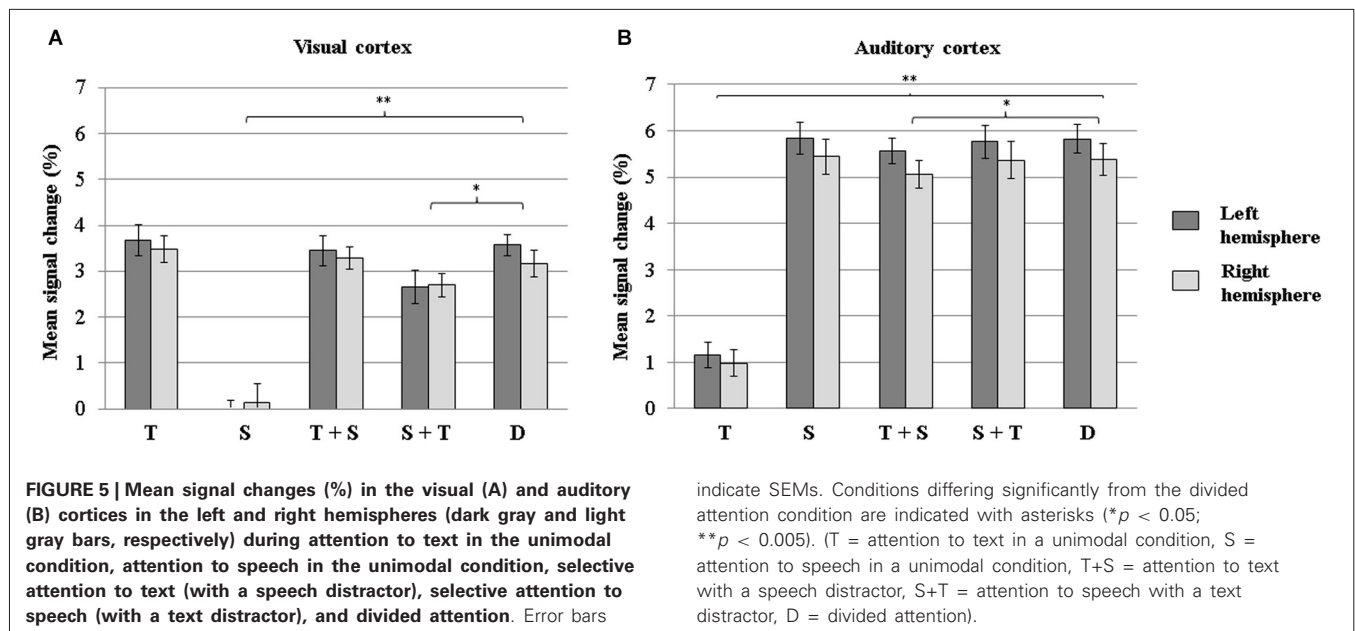 A
Visual cortex
Mean signal change (%)
7
6
5
4
3
2
1
0
**
*
T
S
T + S
S + T
D
B
Auditory cortex
Mean signal change (%)
7
6
5
4
3
2
1
0
**
*
T
S
T + S
S + T
D
Left
hemisphere
Right
hemisphere
FIGURE 5 | Mean signal changes (%) in the visual (A) and auditory
(B) cortices in the left and right hemispheres (dark gray and light
gray bars, respectively) during attention to text in the unimodal
condition, attention to speech in the unimodal condition, selective
attention to text (with a speech distractor), selective attention to
speech (with a text distractor), and divided attention. Error bars
indicate SEMs. Conditions differing significantly from the divided
attention condition are indicated with asterisks (*p < 0.05;
**p < 0.005). (T = attention to text in a unimodal condition, S =
attention to speech in a unimodal condition, T+S = attention to text
with a speech distractor, S+T = attention to speech with a text
distractor, D = divided attention).